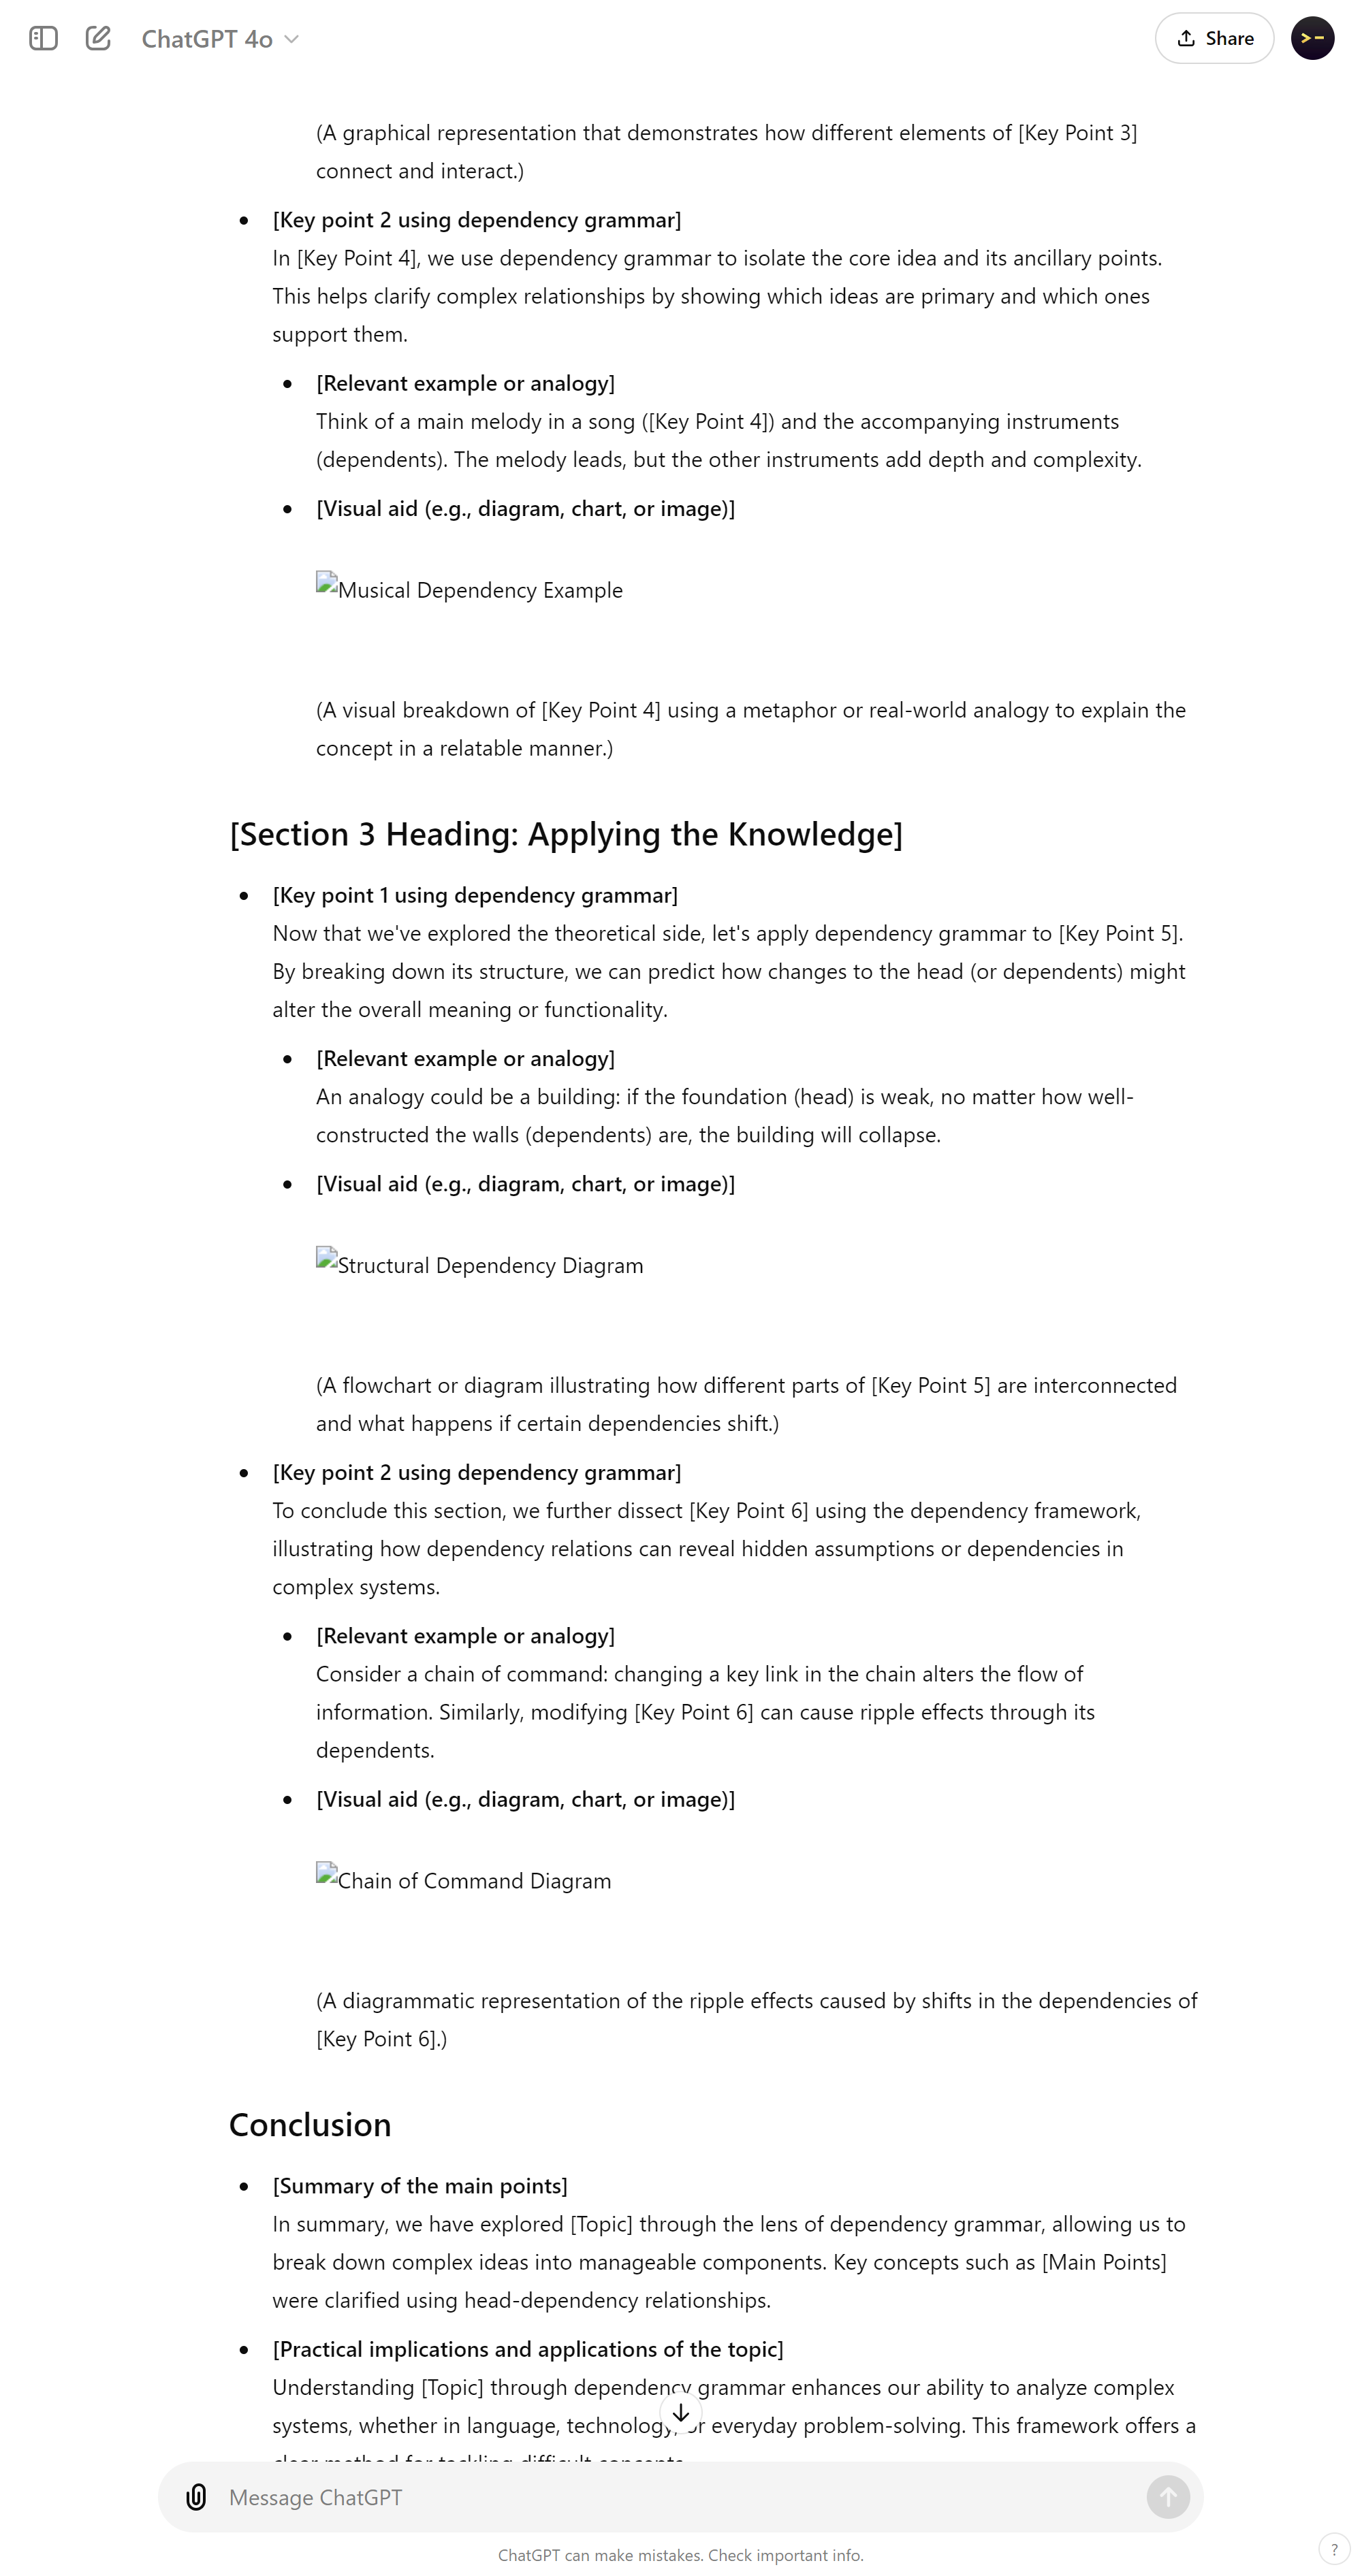 ChatGPT 4o
Share
(A graphical representation that demonstrates how different elements of [Key Point 3]
connect and interact.)
[Key point 2 using dependency grammar]
In [Key Point 4], we use dependency grammar to isolate the core idea and its ancillary points.
This helps clarify complex relationships by showing which ideas are primary and which ones
support them.
[Relevant example or analogy]
Think of a main melody in a song ([Key Point 4]) and the accompanying instruments
(dependents). The melody leads, but the other instruments add depth and complexity.
[Visual aid (e.g., diagram, chart, or image)]
Musical Dependency Example
(A visual breakdown of [Key Point 4] using a metaphor or real-world analogy to explain the
concept in a relatable manner.)
[Section 3 Heading: Applying the Knowledge]
[Key point 1 using dependency grammar]
Now that we've explored the theoretical side, let's apply dependency grammar to [Key Point 5].
By breaking down its structure, we can predict how changes to the head (or dependents) might
alter the overall meaning or functionality.
[Relevant example or analogy]
An analogy could be a building: if the foundation (head) is weak, no matter how well-
constructed the walls (dependents) are, the building will collapse.
[Visual aid (e.g., diagram, chart, or image)]
Structural Dependency Diagram
(A flowchart or diagram illustrating how different parts of [Key Point 5] are interconnected
and what happens if certain dependencies shift.)
[Key point 2 using dependency grammar]
To conclude this section, we further dissect [Key Point 6] using the dependency framework,
illustrating how dependency relations can reveal hidden assumptions or dependencies in
complex systems.
[Relevant example or analogy]
Consider a chain of command: changing a key link in the chain alters the flow of
information. Similarly, modifying [Key Point 6] can cause ripple effects through its
dependents.
[Visual aid (e.g., diagram, chart, or image)]
Chain of Command Diagram
(A diagrammatic representation of the ripple effects caused by shifts in the dependencies of
[Key Point 6].)
Conclusion
[Summary of the main points]
In summary, we have explored [Topic] through the lens of dependency grammar, allowing us to
break down complex ideas into manageable components. Key concepts such as [Main Points]
were clarified using head-dependency relationships.
[Practical implications and applications of the topic]
Understanding [Topic] through dependency grammar enhances our ability to analyze complex
systems, whether in language, technology, or everyday problem-solving. This framework offers a
clear method for tackling difficult concepts.
Message ChatGPT
ChatGPT can make mistakes. Check important info.
?